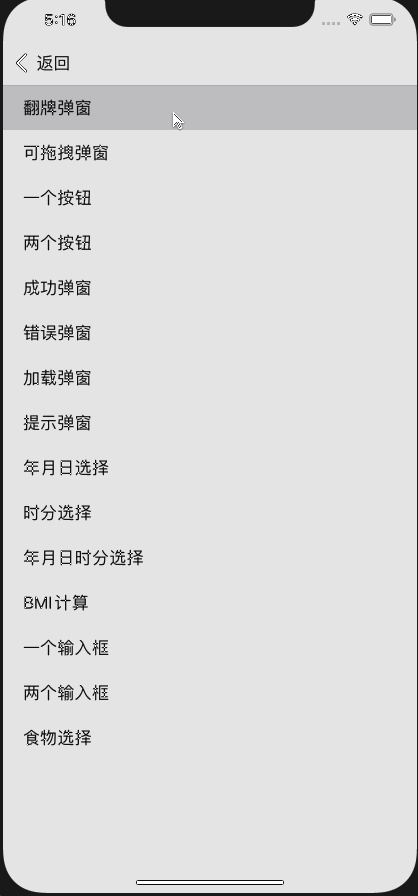 5:16
返回
翻牌弹窗
可拖拽弹窗
一个按钮
两个按钮
成功弹窗
错误弹窗
加载弹窗
提示弹窗
年月日选择
时分选择
年月日时分选择
BMI计算
一个输入框
两个输入框
食物选择